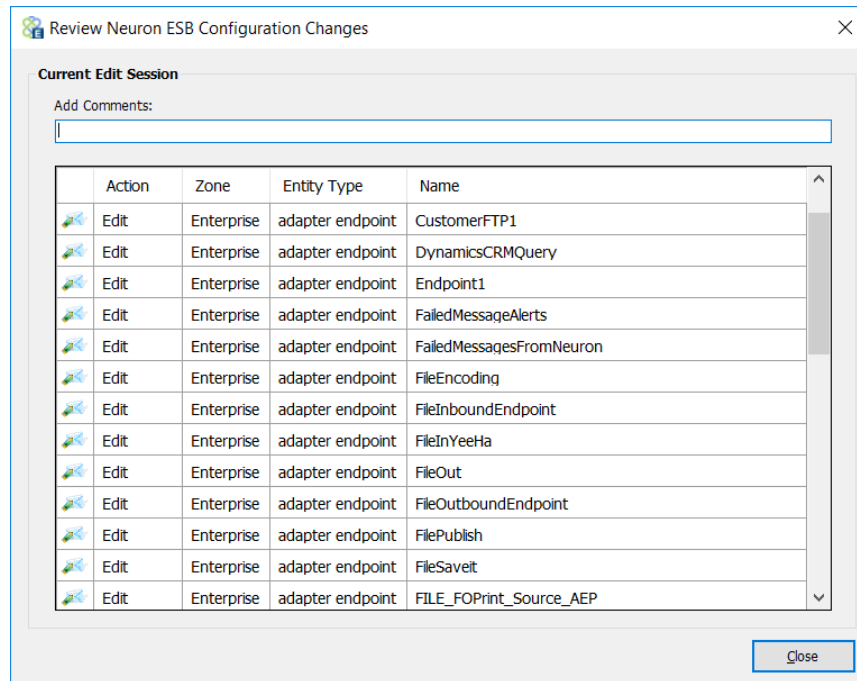 Review Neuron ESB Configuration Changes
Current Edit Session
Add Comments:
Action Zone Entity Type Name
Edit Enterprise adapter endpoint CustomerFTP1
Edit Enterprise adapter endpoint DynamicsCRMQuery
Edit Enterprise adapter endpoint Endpoint1
Edit Enterprise adapter endpoint FailedMessageAlerts
Edit Enterprise adapter endpoint FailedMessagesFromNeuron
Edit Enterprise adapter endpoint FileEncoding
Edit Enterprise adapter endpoint FileInboundEndpoint
Edit Enterprise adapter endpoint FileInYeeHa
Edit Enterprise adapter endpoint FileOut
Edit Enterprise adapter endpoint FileOutboundEndpoint
Edit Enterprise adapter endpoint FilePublish
Edit Enterprise adapter endpoint FileSaveit
Edit Enterprise adapter endpoint FILE_FOPrint_Source_AEP
Close